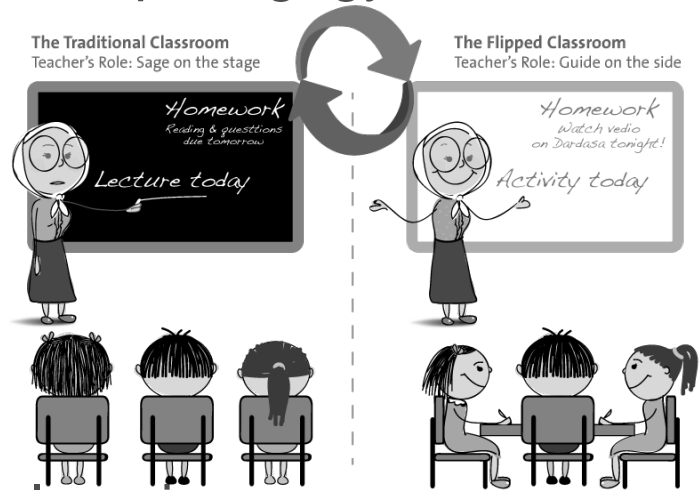 The Traditional Classroom
Teacher's Role: Sage on the stage
Homework
Reading & questtions
due tomorrow
Lecture today
The Flipped Classroom
Teacher's Role: Guide on the side
Homework
Watch vedio
on Dardasa tonight!
Activity today